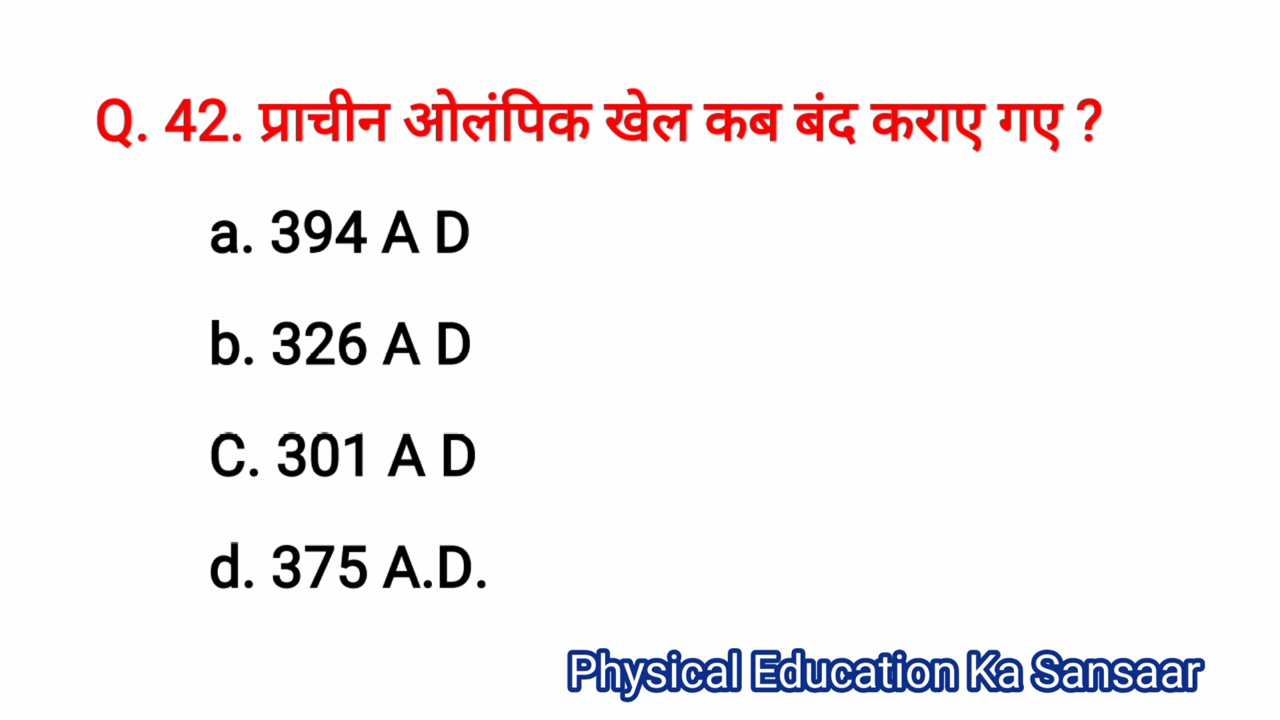 Q. 42. प्राचीन ओलंपिक खेल कब बंद कराए गए ?
a. 394 A D
b. 326 A D
C. 301 A D
d. 375 A.D.
Physical Education Ka Sansaar